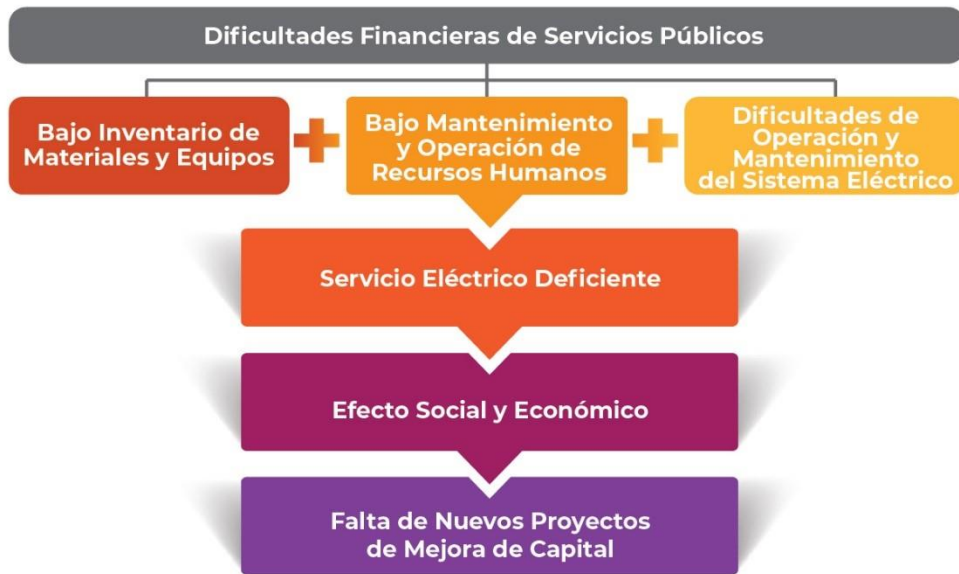 Dificultades Financieras de Servicios Públicos
Bajo Inventario de
Materiales y Equipos
Bajo Mantenimiento
y Operación de
Recursos Humanos
Dificultades de
Operación y
Mantenimiento
del Sistema Eléctrico
Servicio Eléctrico Deficiente
Efecto Social y Económico
Falta de Nuevos Proyectos
de Mejora de Capital